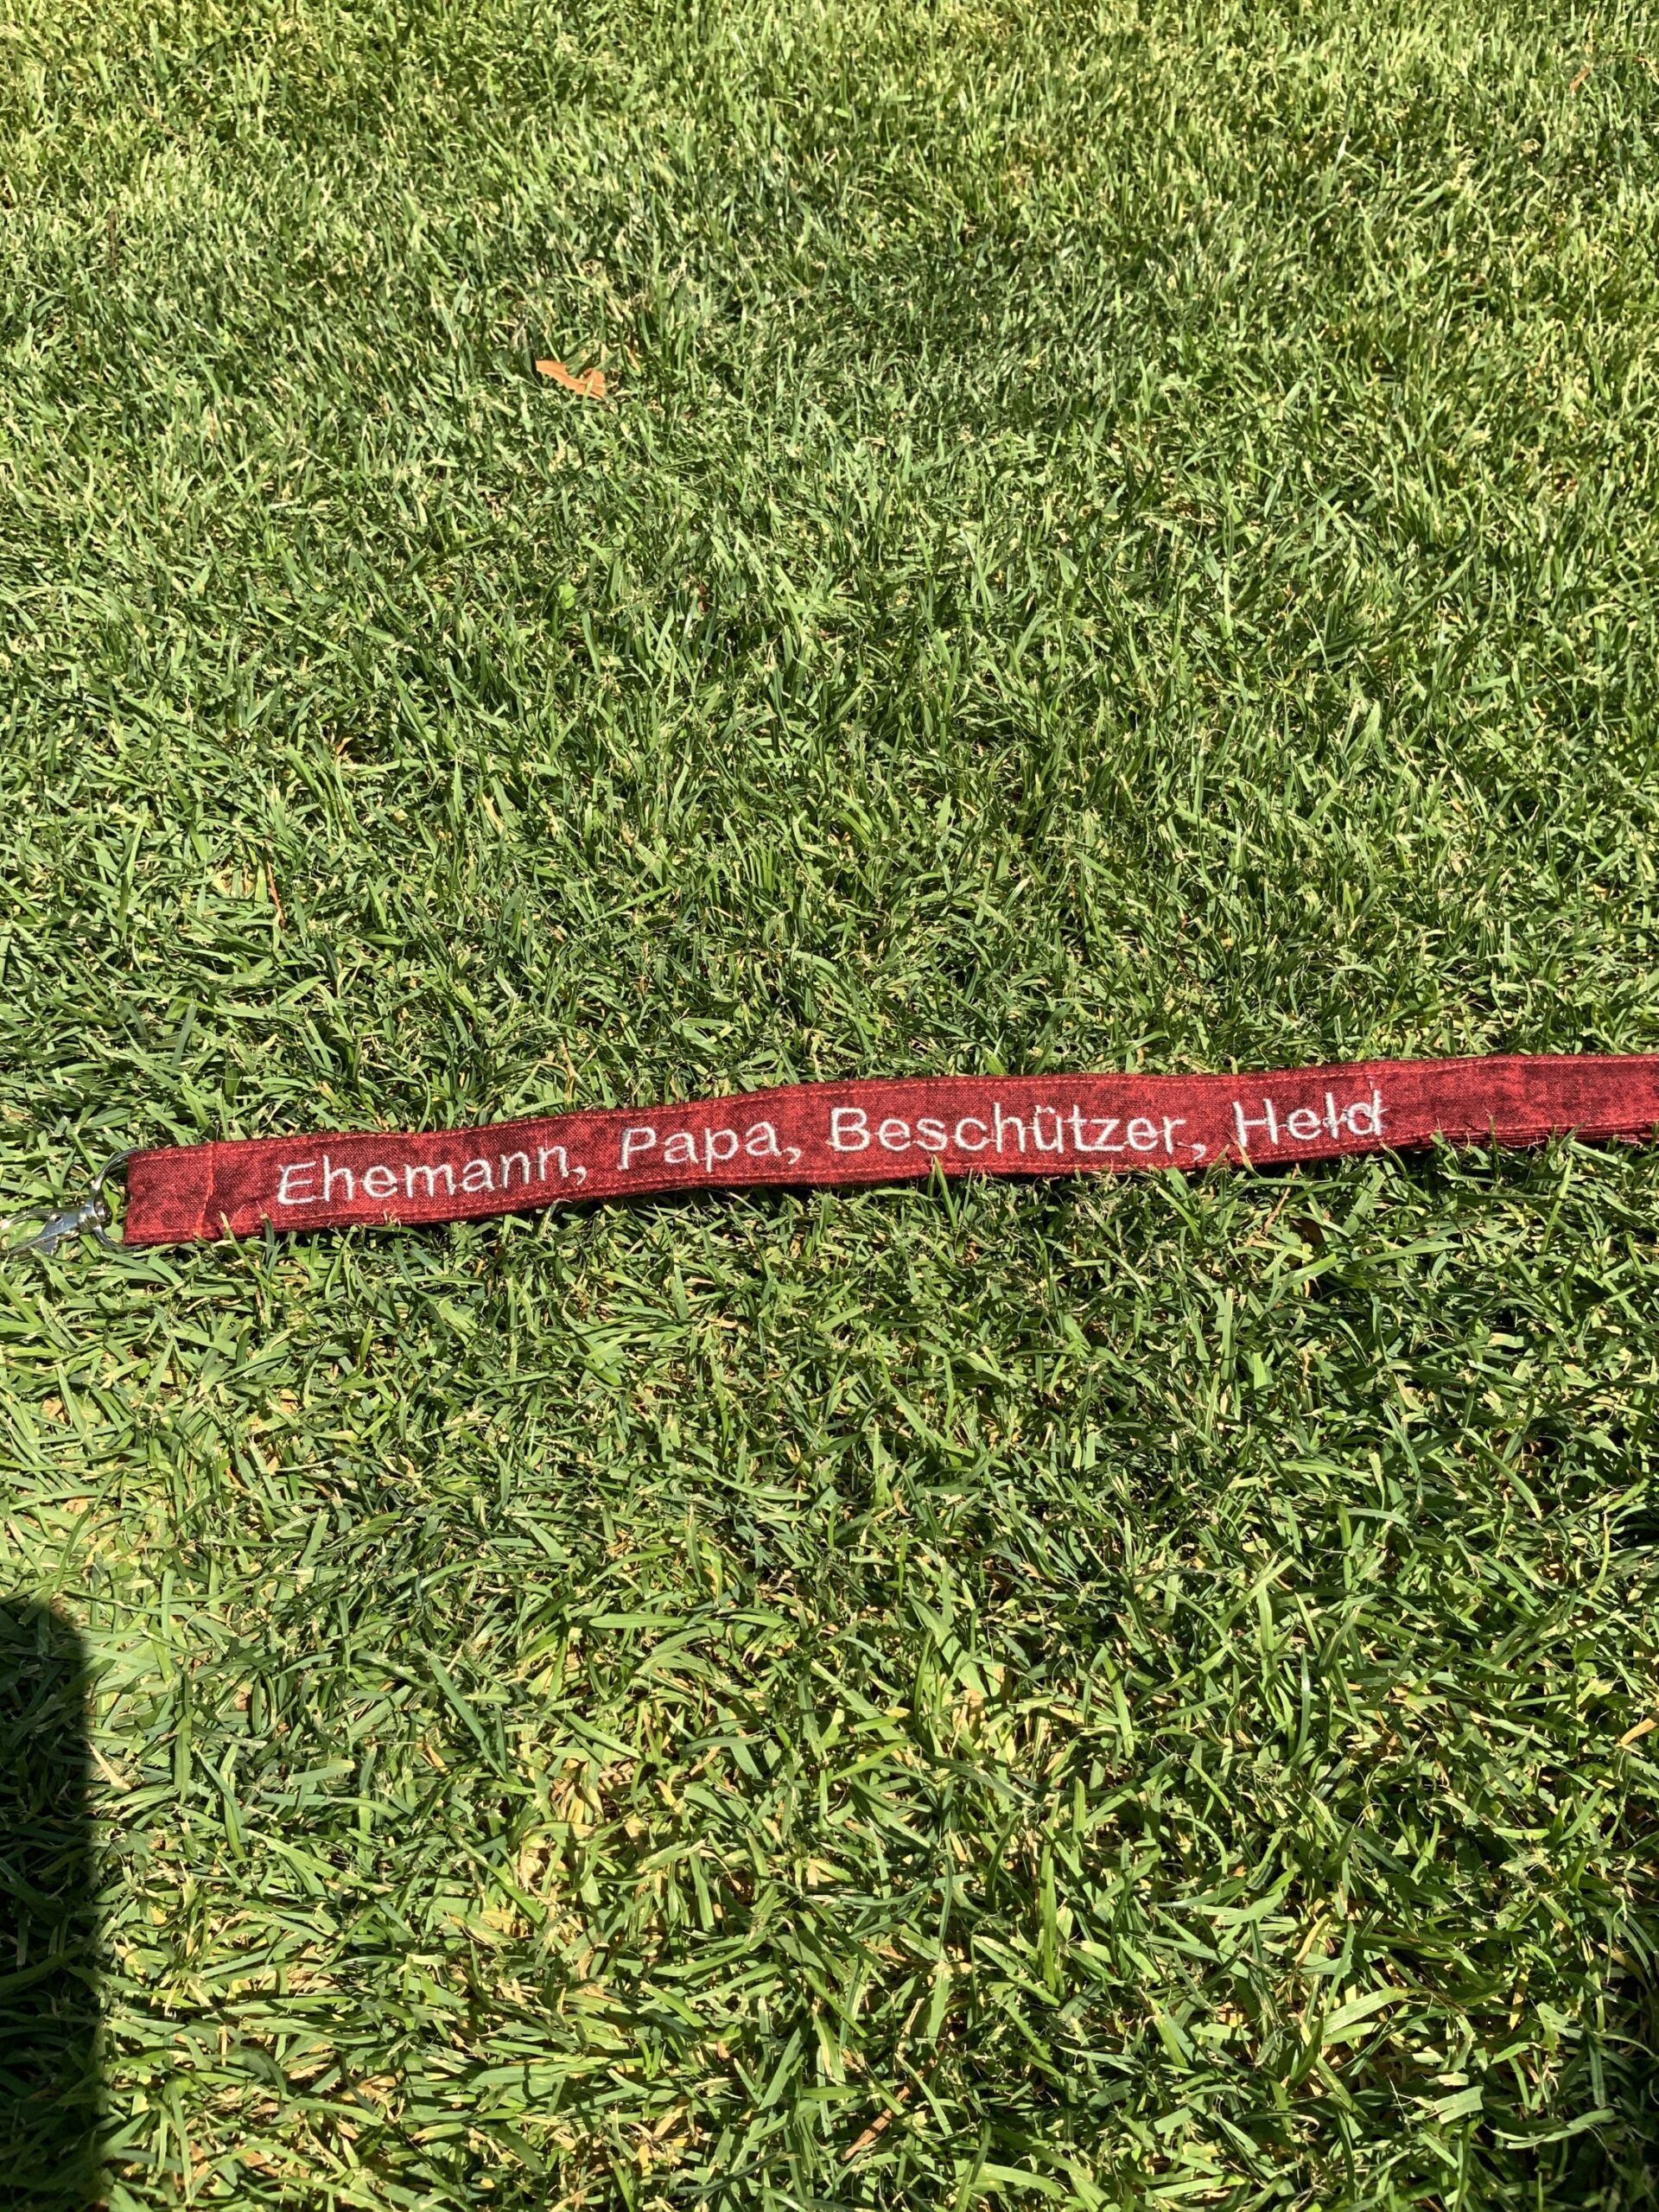 Ehemann, Papa, Beschützer, Held